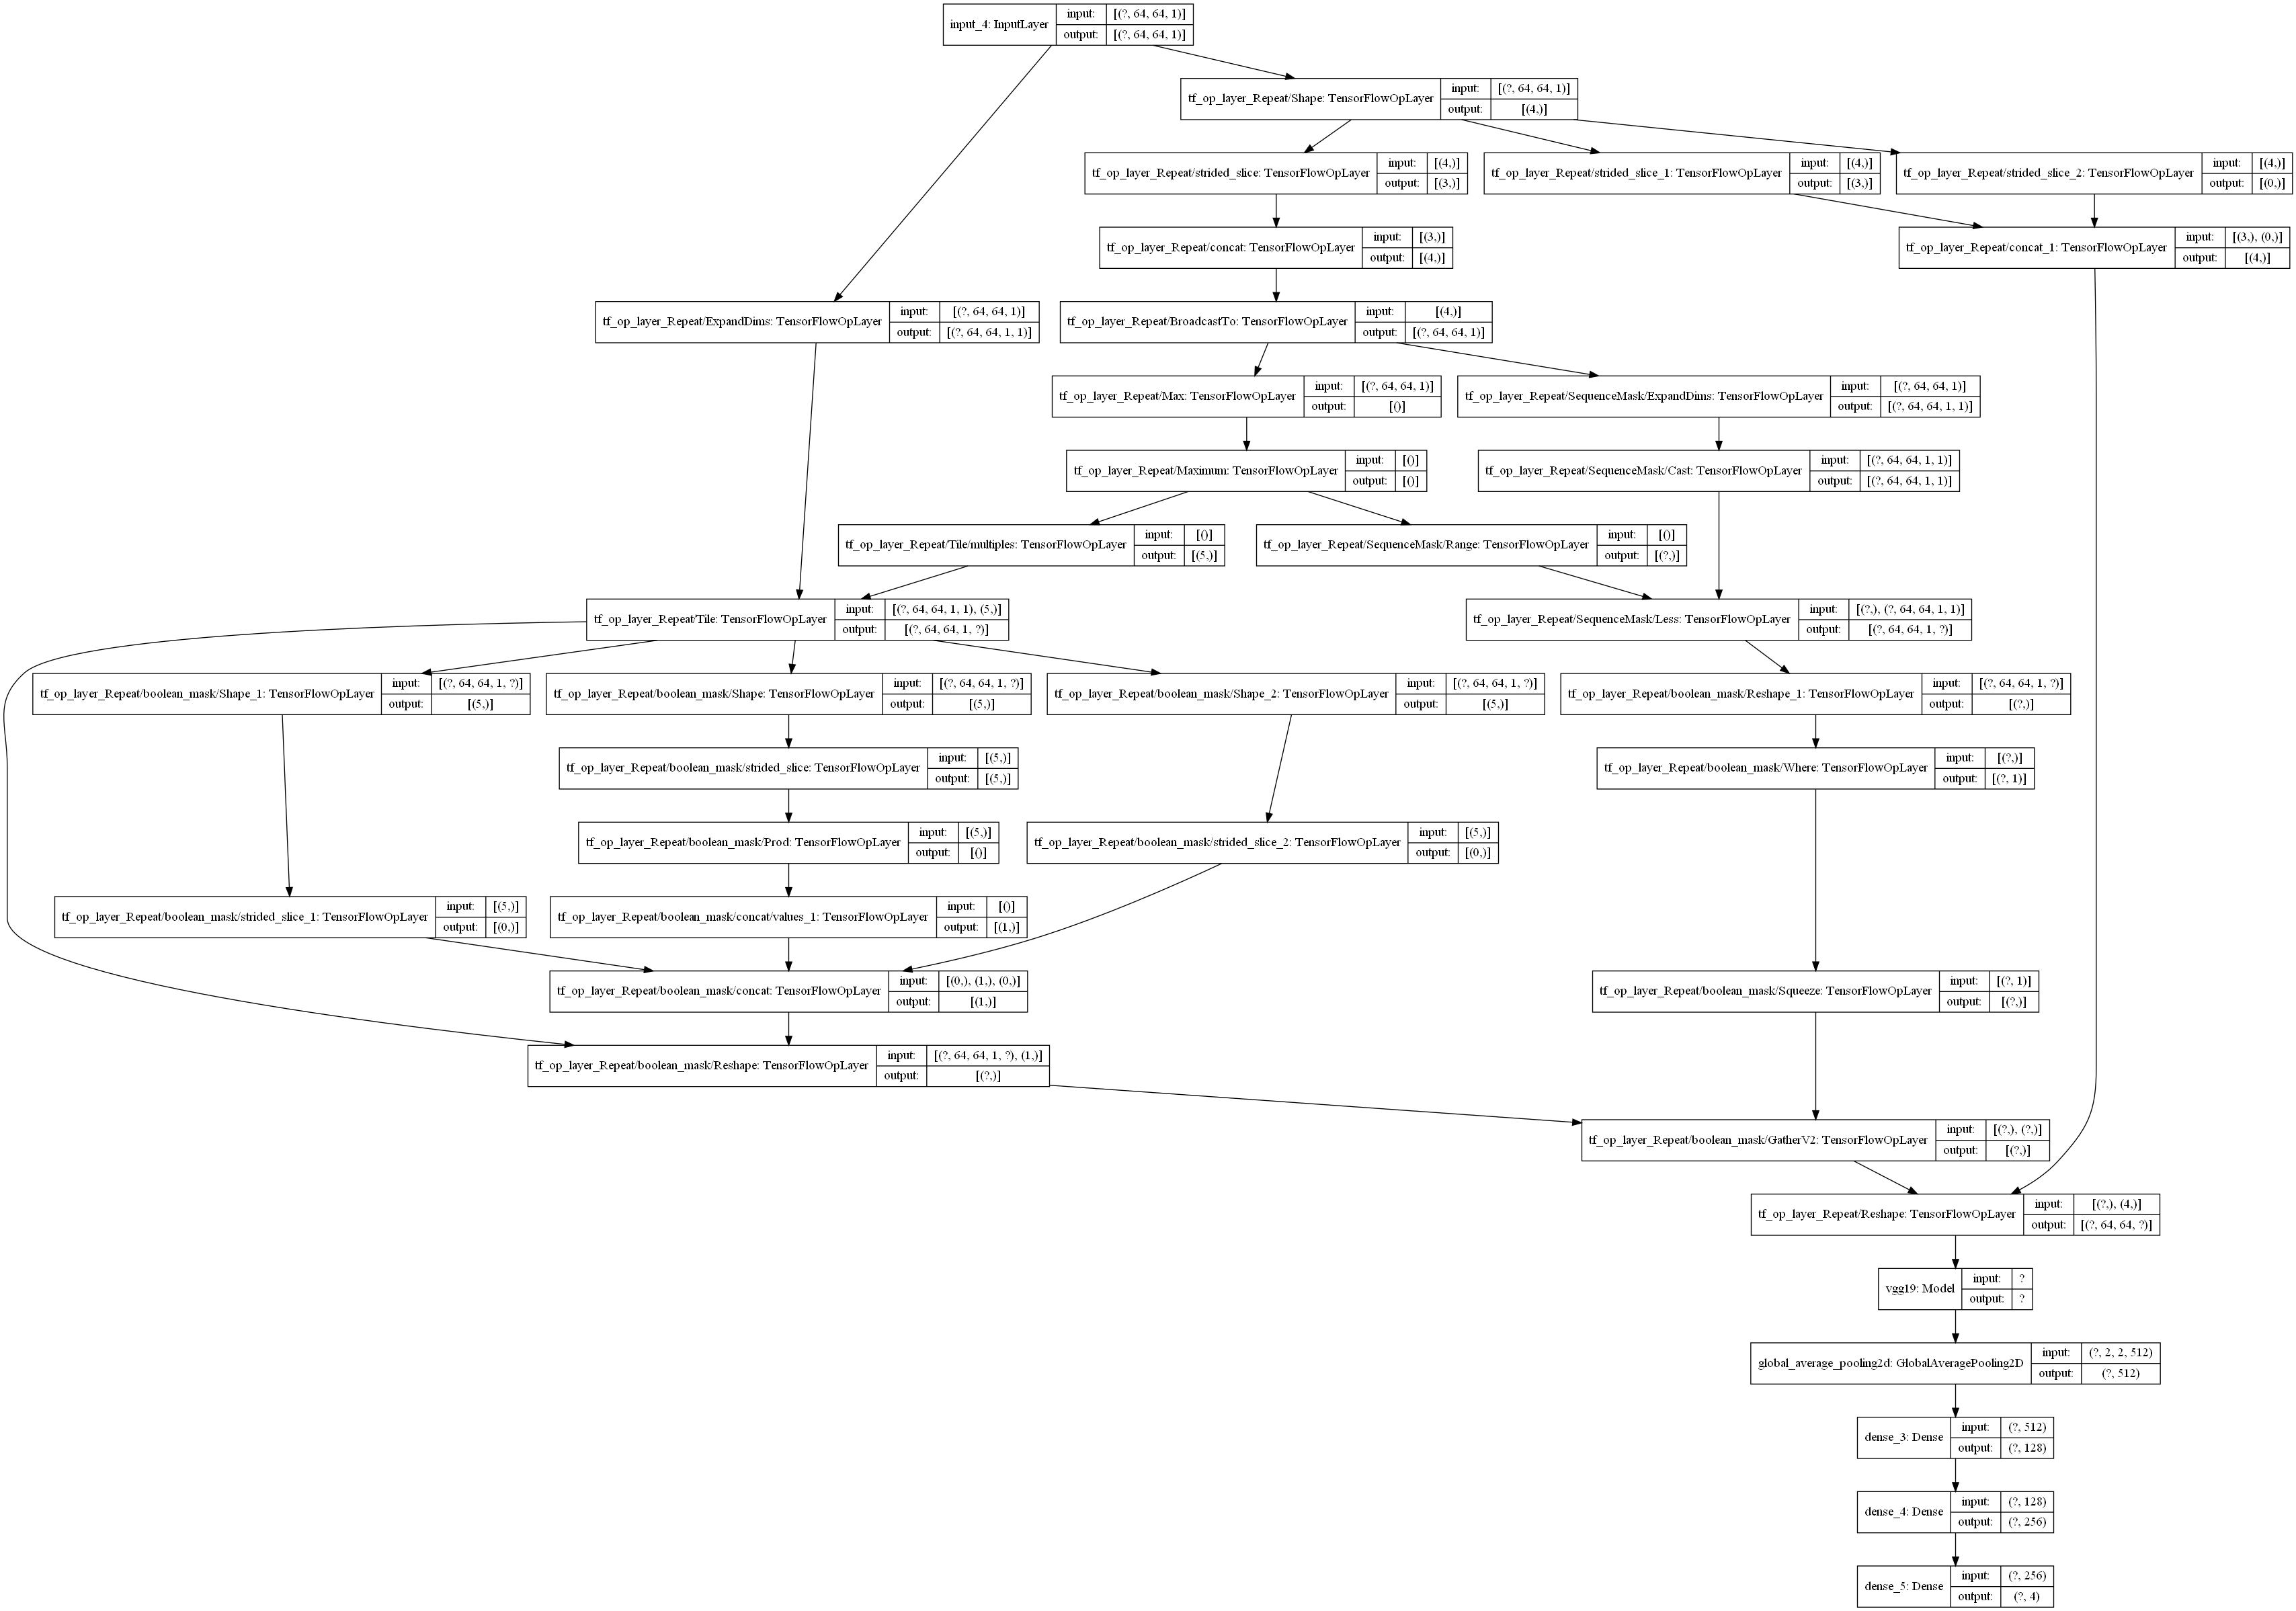 input_4: InputLayer
input: [(?, 64, 64, 1)]
output: [(?, 64, 64, 1)]
tf_op_layer_Repeat/Shape: TensorFlowOpLayer
input: [(?, 64, 64, 1)]
output: [(4,)]
tf_op_layer_Repeat/strided_slice: TensorFlowOpLayer
input: [(4,)]
output: [(3,)]
tf_op_layer_Repeat/strided_slice_1: TensorFlowOpLayer
input: [(4,)]
output: [(3,)]
tf_op_layer_Repeat/strided_slice_2: TensorFlowOpLayer
input: [(4,)]
output: [(0,)]
tf_op_layer_Repeat/concat: TensorFlowOpLayer
input: [(3,)]
output: [(4,)]
tf_op_layer_Repeat/concat_1: TensorFlowOpLayer
input: [(3,), (0,)]
output: [(4,)]
tf_op_layer_Repeat/ExpandDims: TensorFlowOpLayer
input: [(?, 64, 64, 1)]
output: [(?, 64, 64, 1, 1)]
tf_op_layer_Repeat/BroadcastTo: TensorFlowOpLayer
input: [(4,)]
output: [(?, 64, 64, 1)]
tf_op_layer_Repeat/Max: TensorFlowOpLayer
input: [(?, 64, 64, 1)]
output: [()]
tf_op_layer_Repeat/SequenceMask/ExpandDims: TensorFlowOpLayer
input: [(?, 64, 64, 1)]
output: [(?, 64, 64, 1, 1)]
tf_op_layer_Repeat/Maximum: TensorFlowOpLayer
input: [()]
output: [()]
tf_op_layer_Repeat/SequenceMask/Cast: TensorFlowOpLayer
input: [(?, 64, 64, 1, 1)]
output: [(?, 64, 64, 1, 1)]
tf_op_layer_Repeat/Tile/multiples: TensorFlowOpLayer
input: [()]
output: [(5,)]
tf_op_layer_Repeat/SequenceMask/Range: TensorFlowOpLayer
input: [()]
output: [(?,)]
tf_op_layer_Repeat/Tile: TensorFlowOpLayer
input: [(?, 64, 64, 1, 1), (5,)]
output: [(?, 64, 64, 1, ?)]
tf_op_layer_Repeat/SequenceMask/Less: TensorFlowOpLayer
input: [(?,), (?, 64, 64, 1, 1)]
output: [(?, 64, 64, 1, ?)]
tf_op_layer_Repeat/boolean_mask/Shape_1: TensorFlowOpLayer
input: [(?, 64, 64, 1, ?)]
output: [(5,)]
tf_op_layer_Repeat/boolean_mask/Shape: TensorFlowOpLayer
input: [(?, 64, 64, 1, ?)]
output: [(5,)]
tf_op_layer_Repeat/boolean_mask/Shape_2: TensorFlowOpLayer
input: [(?, 64, 64, 1, ?)]
output: [(5,)]
tf_op_layer_Repeat/boolean_mask/Reshape_1: TensorFlowOpLayer
input: [(?, 64, 64, 1, ?)]
output: [(?,)]
tf_op_layer_Repeat/boolean_mask/strided_slice: TensorFlowOpLayer
input: [(5,)]
output: [(5,)]
tf_op_layer_Repeat/boolean_mask/Where: TensorFlowOpLayer
input: [(?,)]
output: [(?, 1)]
tf_op_layer_Repeat/boolean_mask/Prod: TensorFlowOpLayer
input: [(5,)]
output: [()]
tf_op_layer_Repeat/boolean_mask/strided_slice_2: TensorFlowOpLayer
input: [(5,)]
output: [(0,)]
tf_op_layer_Repeat/boolean_mask/strided_slice_1: TensorFlowOpLayer
input: [(5,)]
output: [(0,)]
tf_op_layer_Repeat/boolean_mask/concat/values_1: TensorFlowOpLayer
input: [()]
output: [(1,)]
tf_op_layer_Repeat/boolean_mask/concat: TensorFlowOpLayer
input: [(0,), (1,), (0,)]
output: [(1,)]
tf_op_layer_Repeat/boolean_mask/Squeeze: TensorFlowOpLayer
input: [(?, 1)]
output: [(?,)]
tf_op_layer_Repeat/boolean_mask/Reshape: TensorFlowOpLayer
input: [(?, 64, 64, 1, ?), (1,)]
output: [(?,)]
tf_op_layer_Repeat/boolean_mask/GatherV2: TensorFlowOpLayer
input: [(?,), (?,)]
output: [(?,)]
tf_op_layer_Repeat/Reshape: TensorFlowOpLayer
input: [(?,), (4,)]
output: [(?, 64, 64, ?)]
vgg19: Model
input: ?
output: ?
global_average_pooling2d: GlobalAveragePooling2D
input: (?, 2, 2, 512)
output: (?, 512)
dense_3: Dense
input: (?, 512)
output: (?, 128)
dense_4: Dense
input: (?, 128)
output: (?, 256)
dense_5: Dense
input: (?, 256)
output: (?, 4)